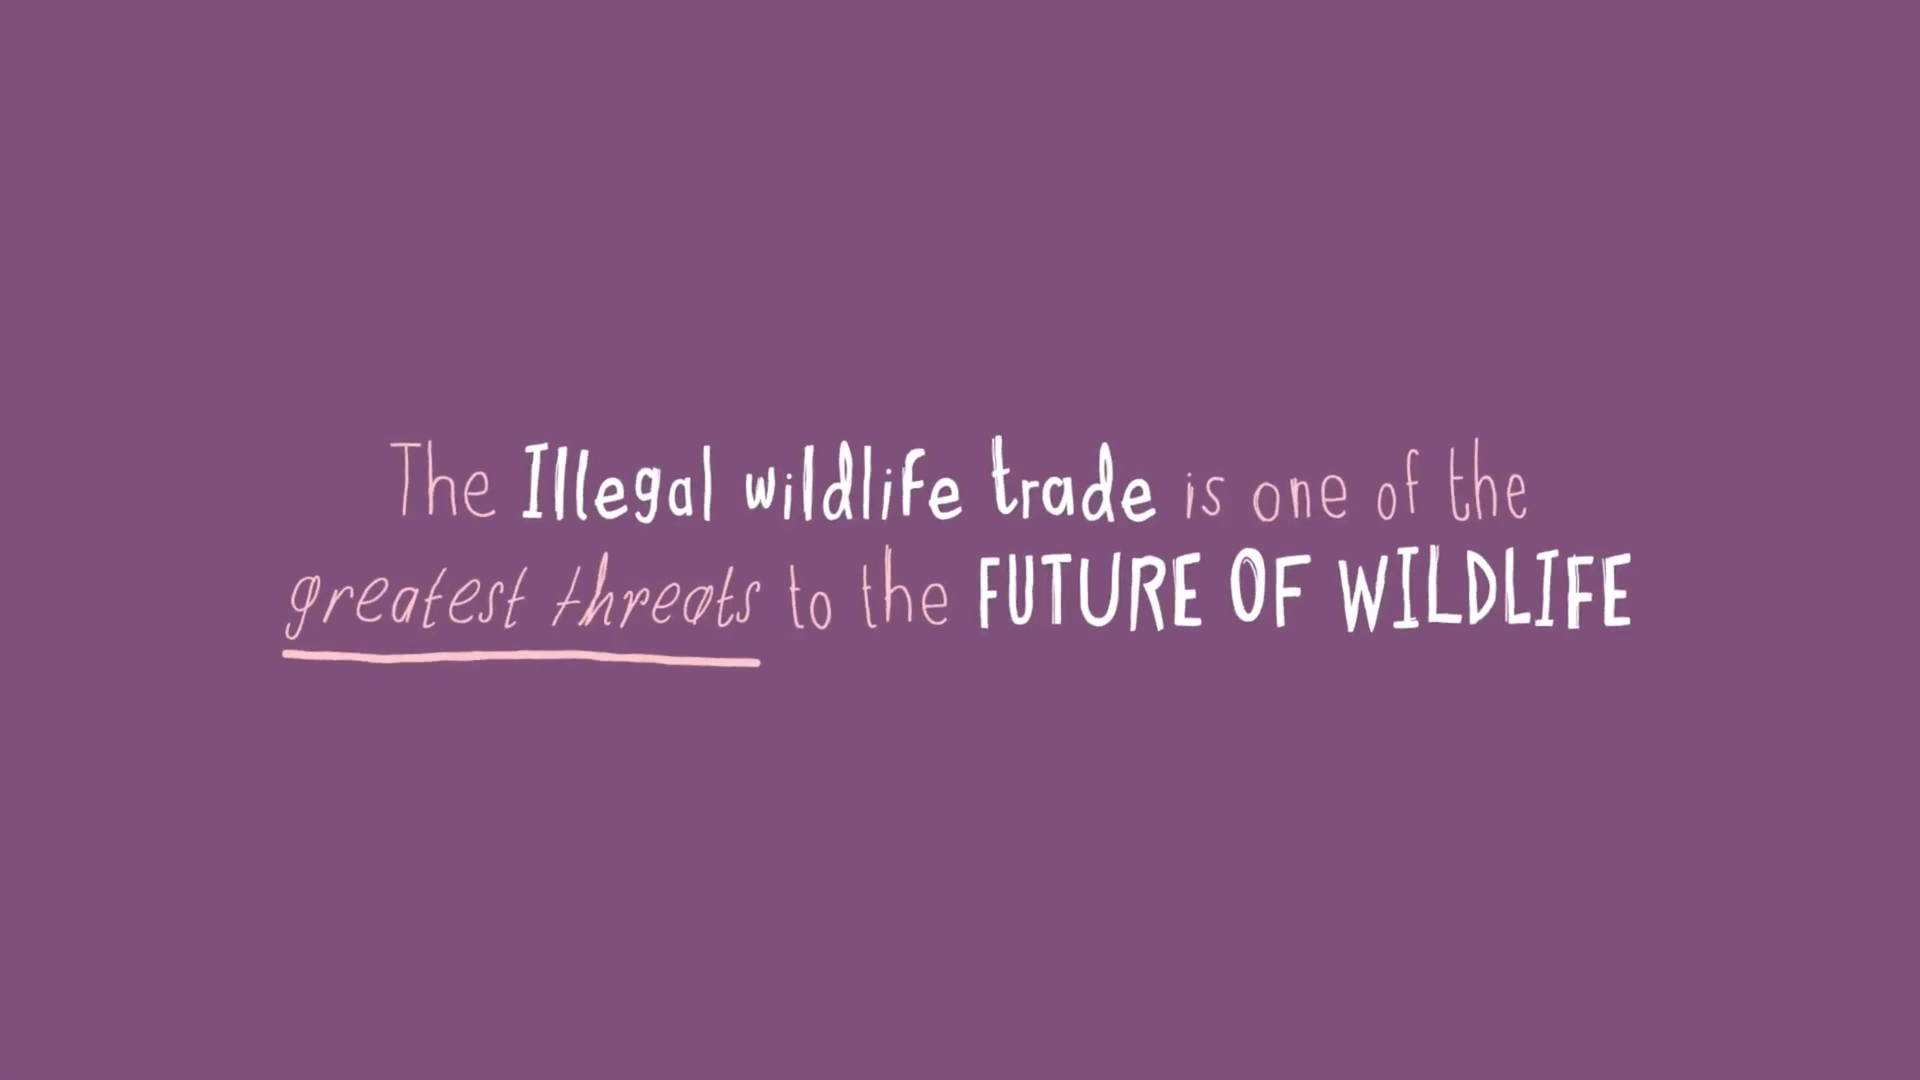 The Illegal wildlife trade is one of the
greatest threats to the FUTURE OF WILDLIFE